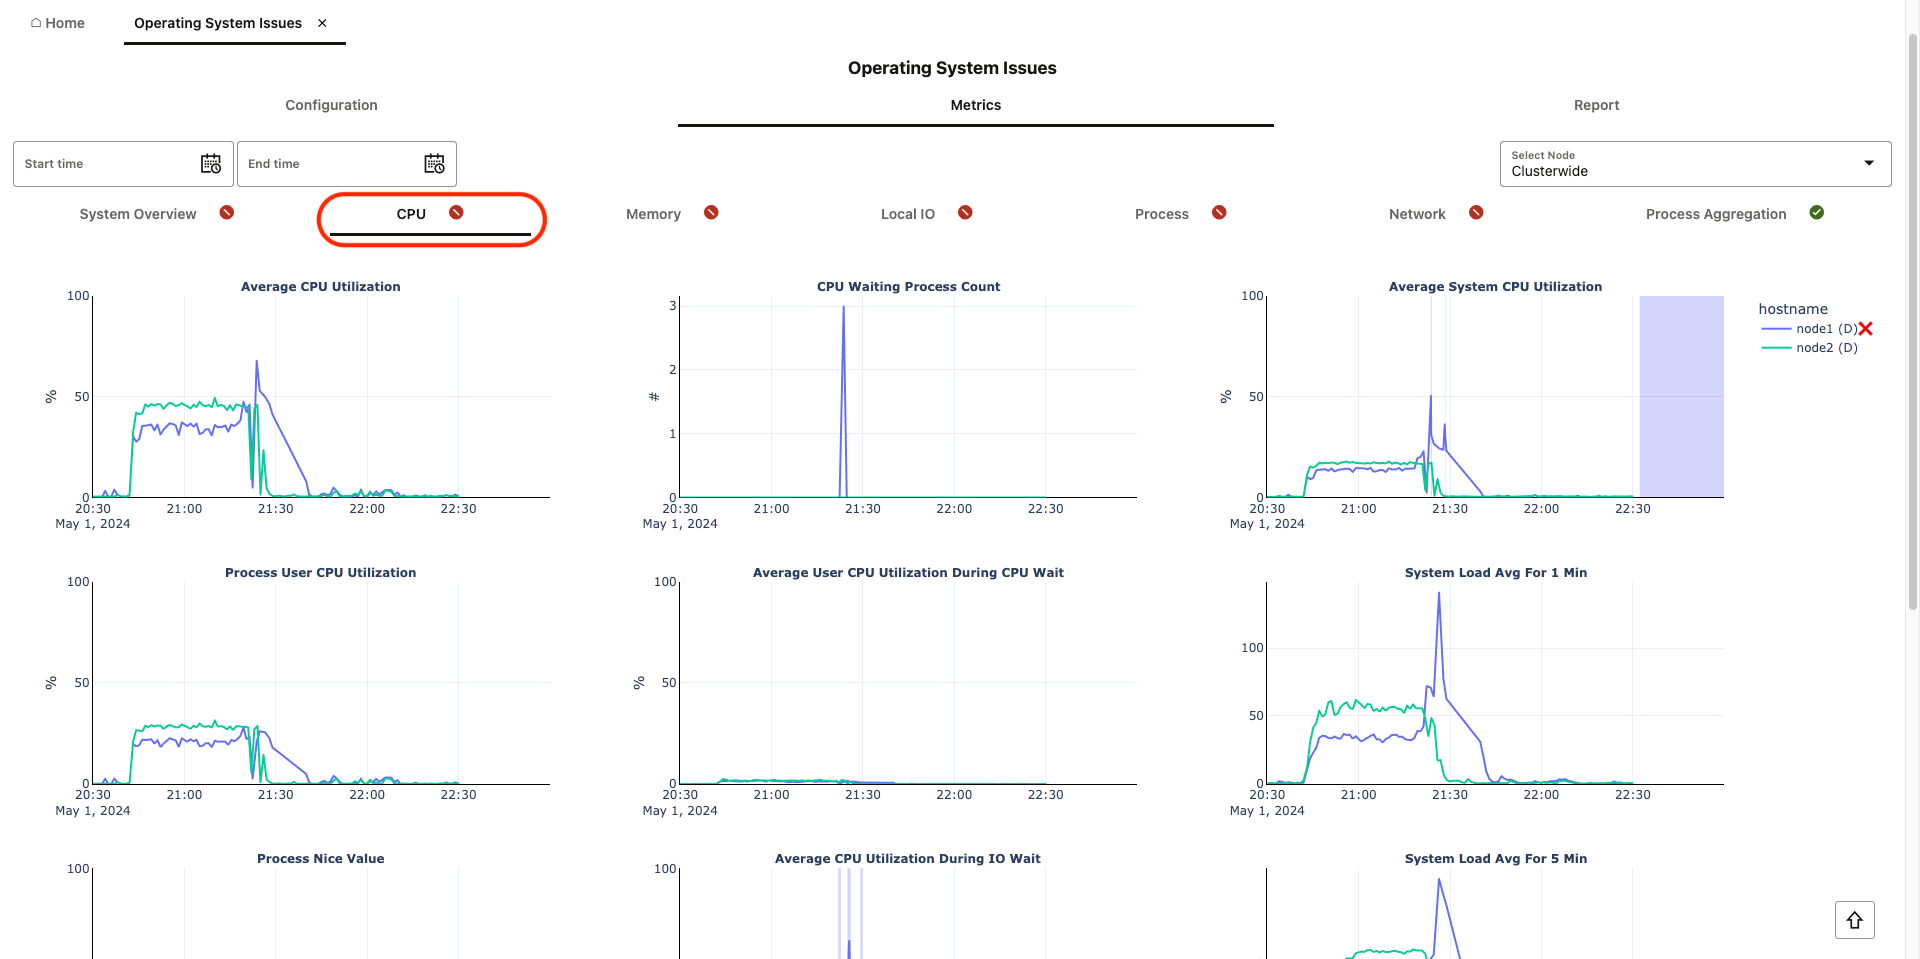 Home
Operating System Issues ×
Operating System Issues
Configuration Metrics Report
Start time End time
Select Node
Clusterwide
System Overview CPU Memory Local IO Process Network Process Aggregation
Average CPU Utilization
100
50
0
%
20:30 21:00 21:30 22:00 22:30
May 1, 2024
CPU Waiting Process Count
3
2
1
0
#
20:30 21:00 21:30 22:00 22:30
May 1, 2024
Average System CPU Utilization
100
50
0
%
20:30 21:00 21:30 22:00 22:30
May 1, 2024
hostname
node1 (D)
node2 (D)
Process User CPU Utilization
100
50
0
%
20:30 21:00 21:30 22:00 22:30
May 1, 2024
Average User CPU Utilization During CPU Wait
100
50
0
%
20:30 21:00 21:30 22:00 22:30
May 1, 2024
System Load Avg For 1 Min
100
50
0
20:30 21:00 21:30 22:00 22:30
May 1, 2024
Process Nice Value
100
Average CPU Utilization During IO Wait
100
System Load Avg For 5 Min